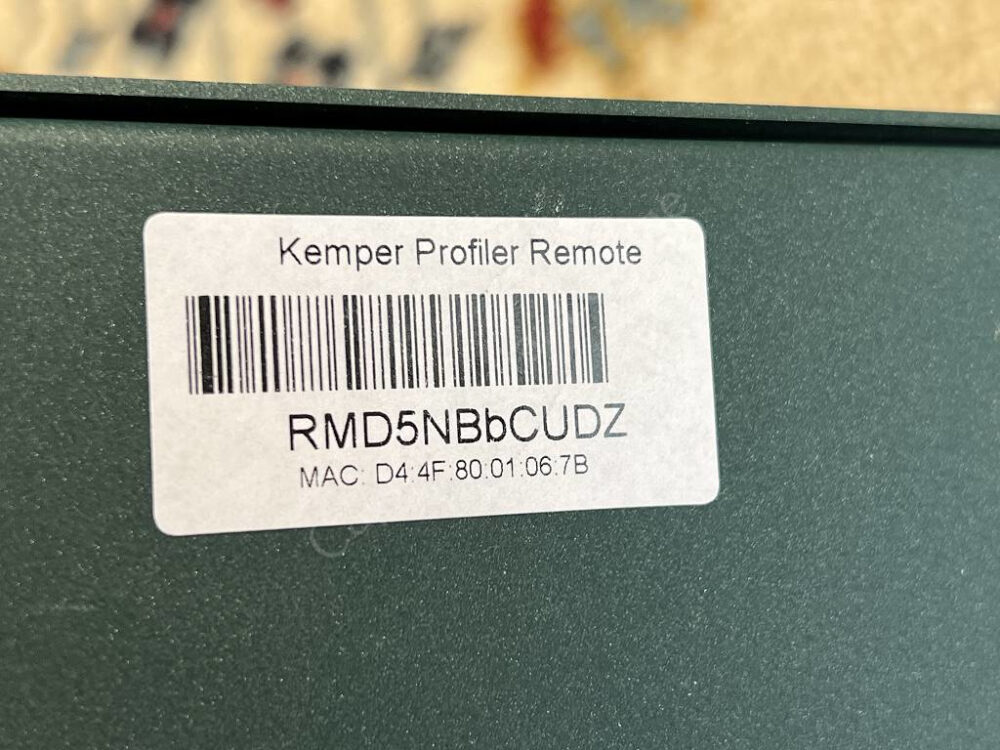 Kemper Profiler Remote
RMD5NBbCUDZ
MAC: D4:4F:80:01:06:7B